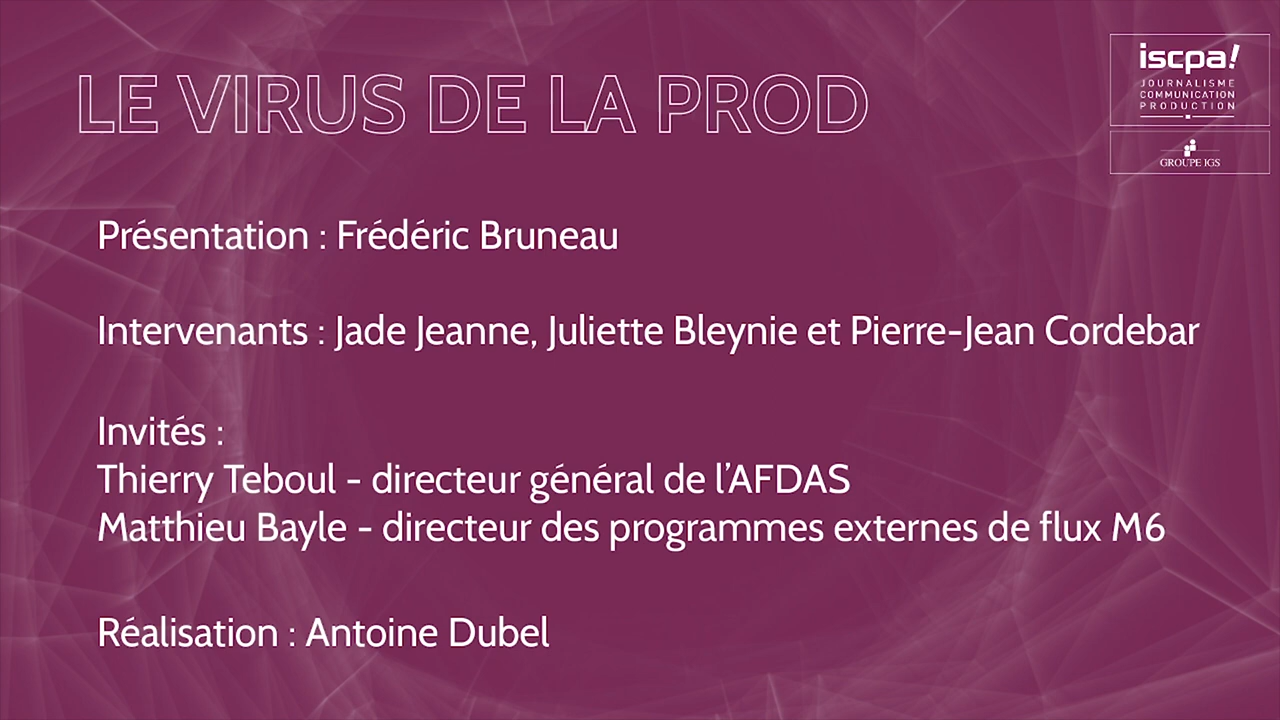 LE VIRUS DE LA PROD
iscpa!
JOURNALISME
COMMUNICATION
PRODUCTION
GROUPE IGS
Présentation : Frédéric Bruneau
Intervenants : Jade Jeanne, Juliette Bleynie et Pierre-Jean Cordebar
Invités :
Thierry Teboul - directeur général de l’AFDAS
Matthieu Bayle - directeur des programmes externes de flux M6
Réalisation : Antoine Dubel